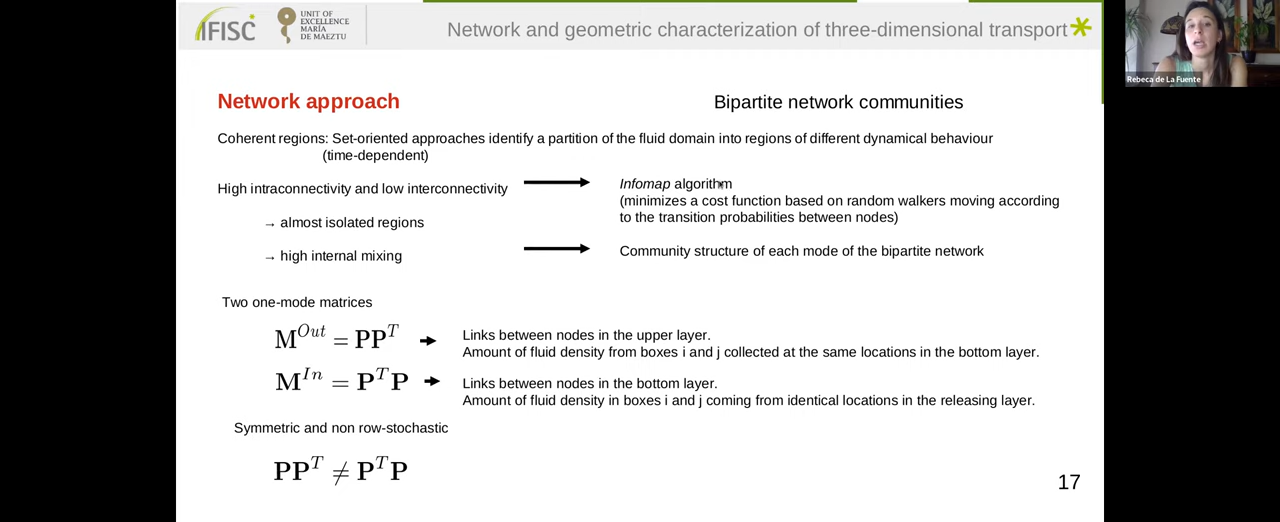 IFISC
UNIT OF
EXCELLENCE
MARÍA
DE MAEZTU
Network and geometric characterization of three-dimensional transport
Rebeca de La Fuente
Network approach
Bipartite network communities
Coherent regions: Set-oriented approaches identify a partition of the fluid domain into regions of different dynamical behaviour
(time-dependent)
High intraconnectivity and low interconnectivity
→ almost isolated regions
→ high internal mixing
Infomap algorithm
(minimizes a cost function based on random walkers moving according
to the transition probabilities between nodes)
Community structure of each mode of the bipartite network
Two one-mode matrices
M^{Out} = PP^T
Links between nodes in the upper layer.
Amount of fluid density from boxes i and j collected at the same locations in the bottom layer.
M^{In} = P^T P
Links between nodes in the bottom layer.
Amount of fluid density in boxes i and j coming from identical locations in the releasing layer.
Symmetric and non row-stochastic
PP^T ≠ P^T P
17